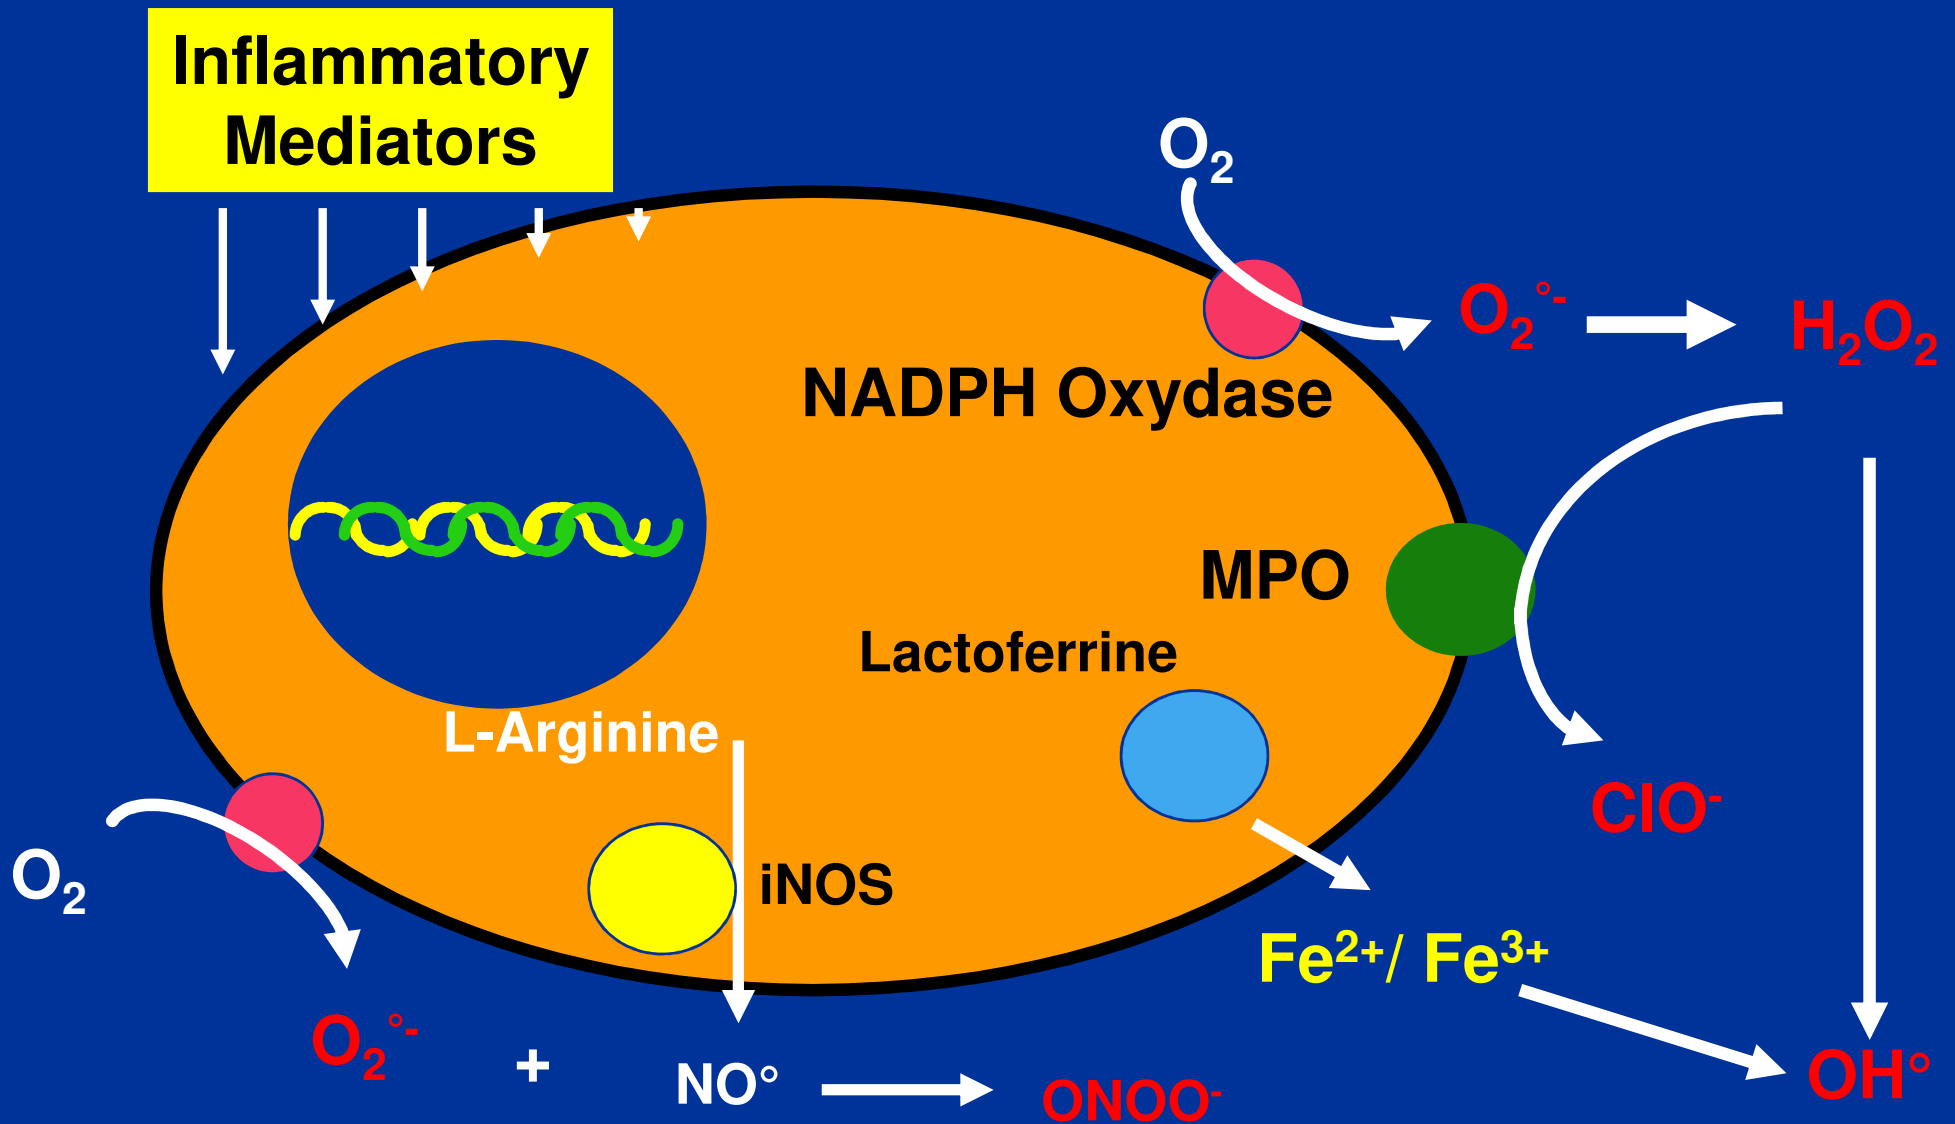 Inflammatory
Mediators
O₂
O₂°⁻
H₂O₂
NADPH Oxydase
MPO
Lactoferrine
L-Arginine
ClO⁻
O₂
iNOS
Fe²⁺/ Fe³⁺
O₂°⁻
+
NO°
ONOO⁻
OH°